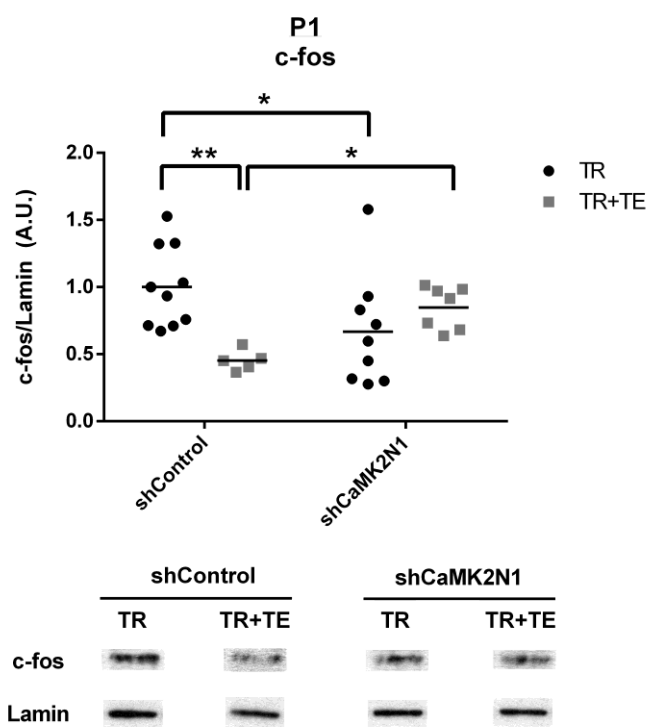 P1
c-fos
*
**
*
TR
TR+TE
c-fos/Lamin (A.U.)
2.0
1.5
1.0
0.5
0.0
shControl
shCaMK2N1
shControl
shCaMK2N1
TR
TR+TE
TR
TR+TE
c-fos
Lamin